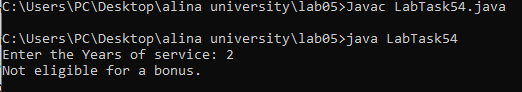 C:\Users\PC\Desktop\alina university\lab05>Javac LabTask54.java
C:\Users\PC\Desktop\alina university\lab05>java LabTask54
Enter the Years of service: 2
Not eligible for a bonus.